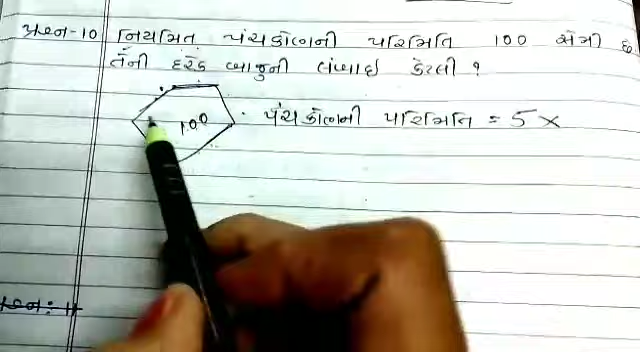 પ્રશ્ન-10 નિયમિત પંચકોણની પરિમિતિ 100 સેમી છે
તેની દરેક બાજુની લંબાઈ કેટલી ?
100
પંચકોણની પરિમિતિ = 5 ×
પ્રશ્ન: 11